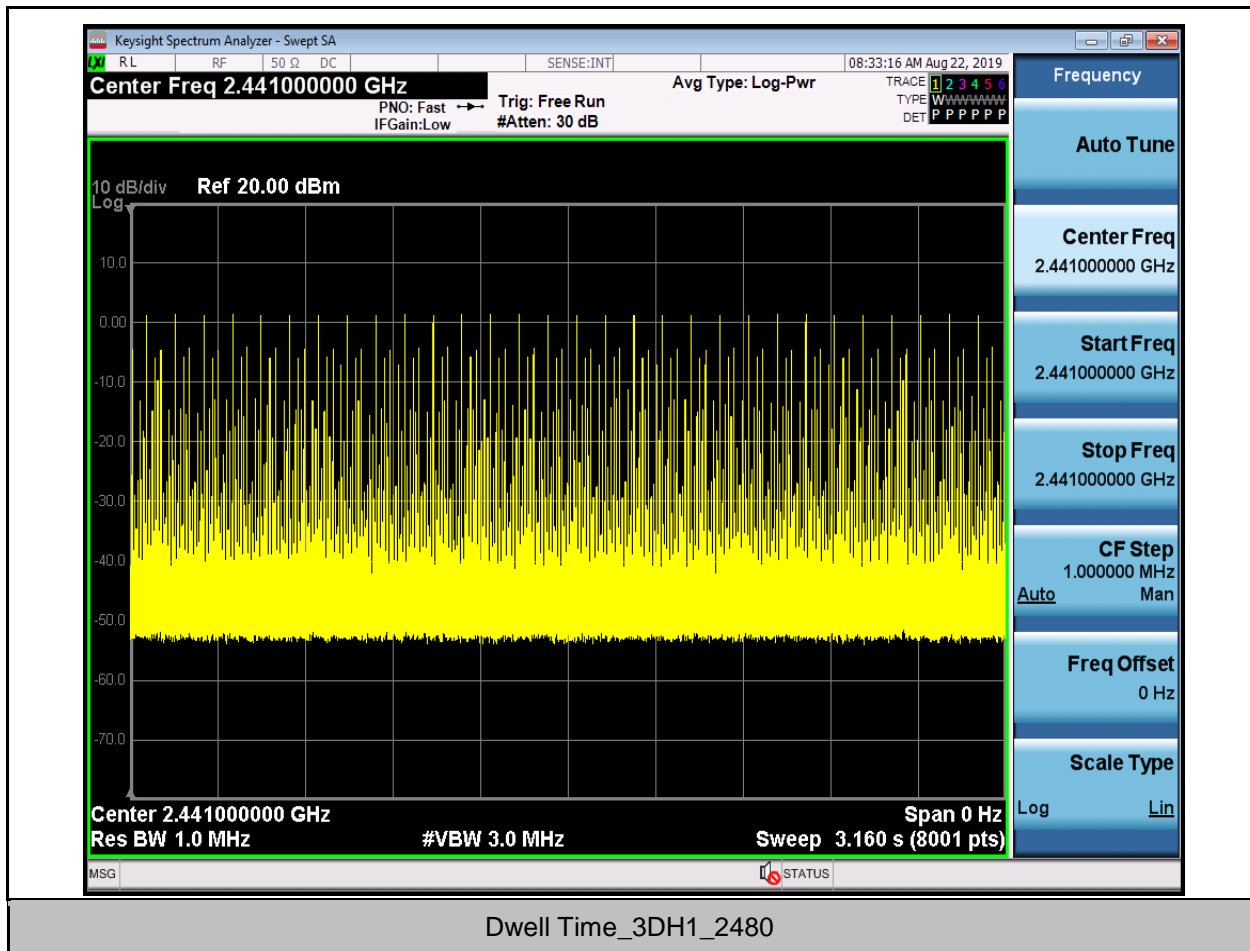 Keysight Spectrum Analyzer - Swept SA
LXI RL RF 50 Ω DC SENSE:INT 08:33:16 AM Aug 22, 2019
Center Freq 2.441000000 GHz
PNO: Fast
IFGain:Low
Trig: Free Run
#Atten: 30 dB
Avg Type: Log-Pwr
TRACE 1 2 3 4 5 6
TYPE WWWWWW
DET P P P P P P
10 dB/div Ref 20.00 dBm
Log
10.0
0.00
-10.0
-20.0
-30.0
-40.0
-50.0
-60.0
-70.0
Center 2.441000000 GHz Span 0 Hz
Res BW 1.0 MHz #VBW 3.0 MHz Sweep 3.160 s (8001 pts)
Frequency
Auto Tune
Center Freq
2.441000000 GHz
Start Freq
2.441000000 GHz
Stop Freq
2.441000000 GHz
CF Step
1.000000 MHz
Auto Man
Freq Offset
0 Hz
Scale Type
Log Lin
MSG STATUS
Dwell Time_3DH1_2480